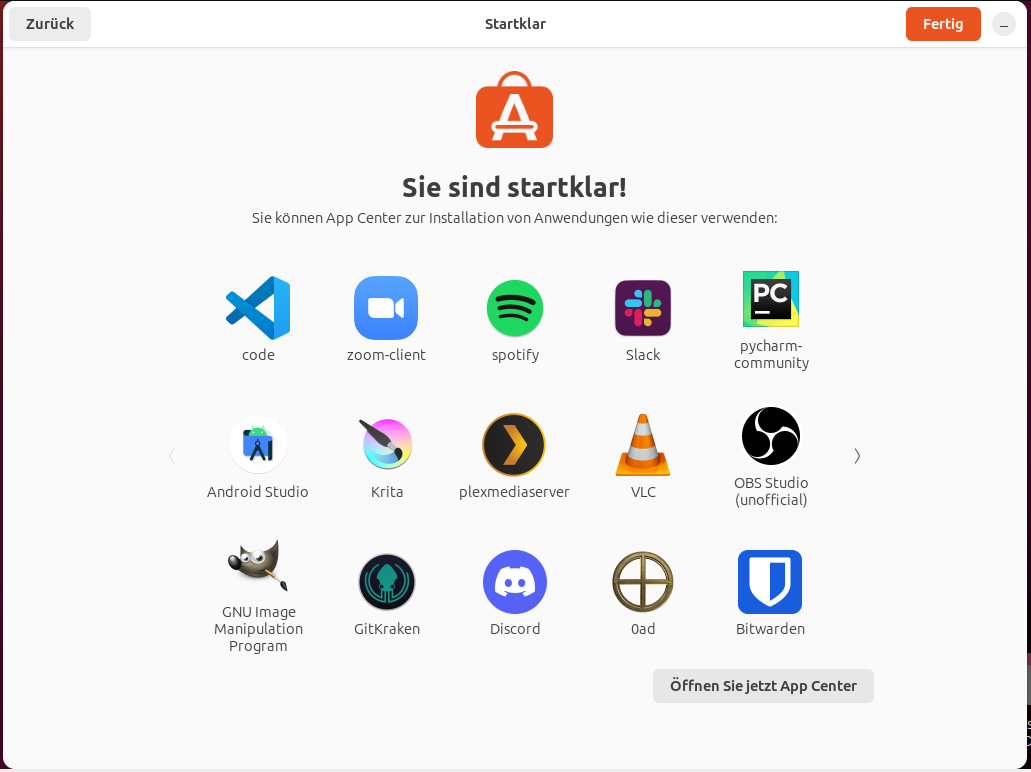 Zurück
Startklar
Fertig
Sie sind startklar!
Sie können App Center zur Installation von Anwendungen wie dieser verwenden:
code
zoom-client
spotify
Slack
PC
pycharm-
community
Android Studio
Krita
plexmediaserver
VLC
OBS Studio
(unofficial)
GNU Image
Manipulation
Program
GitKraken
Discord
0ad
Bitwarden
Öffnen Sie jetzt App Center